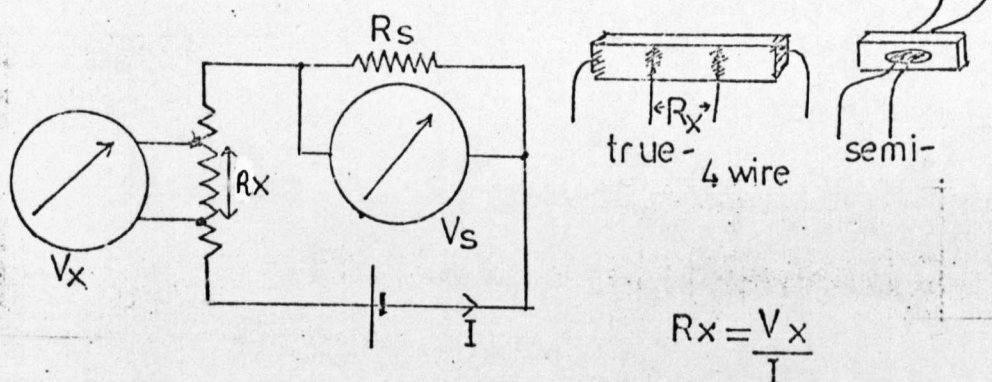 Rs
Rx
Vx
Vs
I
Rx
true-
4 wire
semi-
Rx = Vx
I